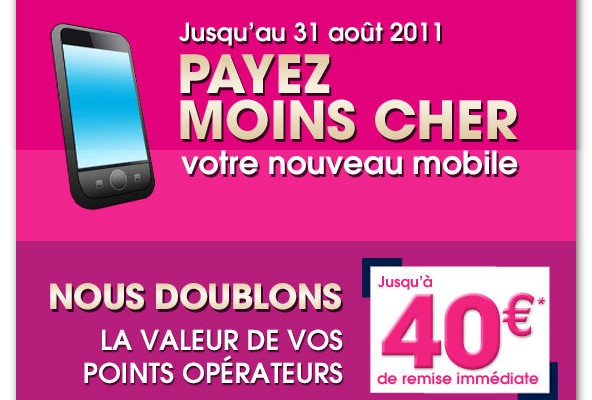 Jusqu'au 31 août 2011
PAYEZ
MOINS CHER
votre nouveau mobile
NOUS DOUBLONS
LA VALEUR DE VOS
POINTS OPÉRATEURS
Jusqu'à
40€*
de remise immédiate